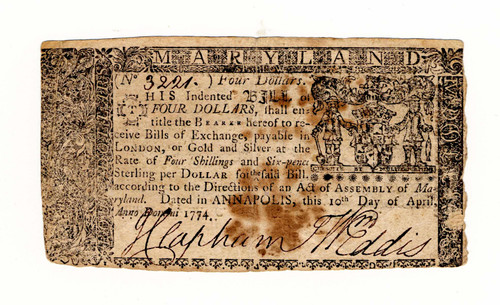 MARYLAND
No 3221.) Four Dollars.
THIS Indented BILL of
FOUR DOLLARS, shall en-
title the BEARER hereof to re-
ceive Bills of Exchange, payable in
LONDON, or Gold and Silver at the
Rate of Four Shillings and Six-pence
Sterling per DOLLAR for the said Bill,
according to the Directions of an Act of ASSEMBLY of Ma-
ryland. Dated in ANNAPOLIS, this 10th Day of April,
Anno Domini 1774.
J Clapham Wm Eddis